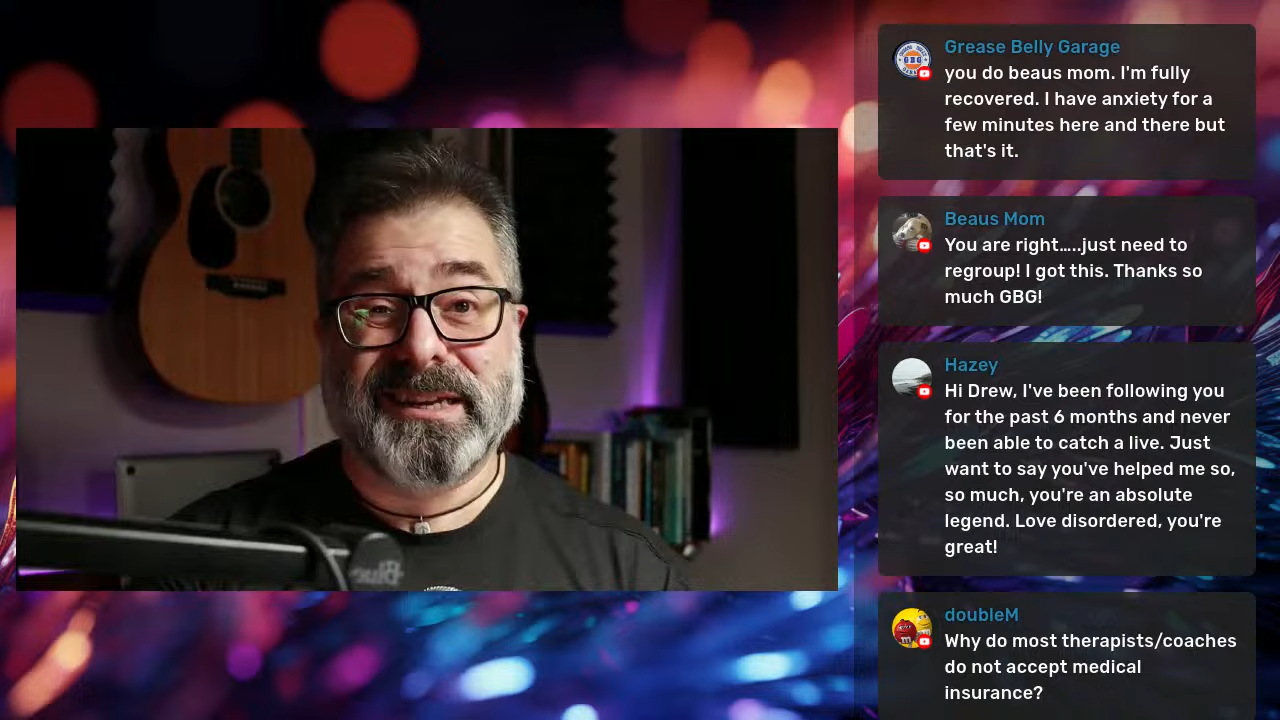 Grease Belly Garage
you do beaus mom. I'm fully
recovered. I have anxiety for a
few minutes here and there but
that's it.
GBG
Beaus Mom
You are right.....just need to
regroup! I got this. Thanks so
much GBG!
Hazey
Hi Drew, I've been following you
for the past 6 months and never
been able to catch a live. Just
want to say you've helped me so,
so much, you're an absolute
legend. Love disordered, you're
great!
doubleM
Why do most therapists/coaches
do not accept medical
insurance?
Blue